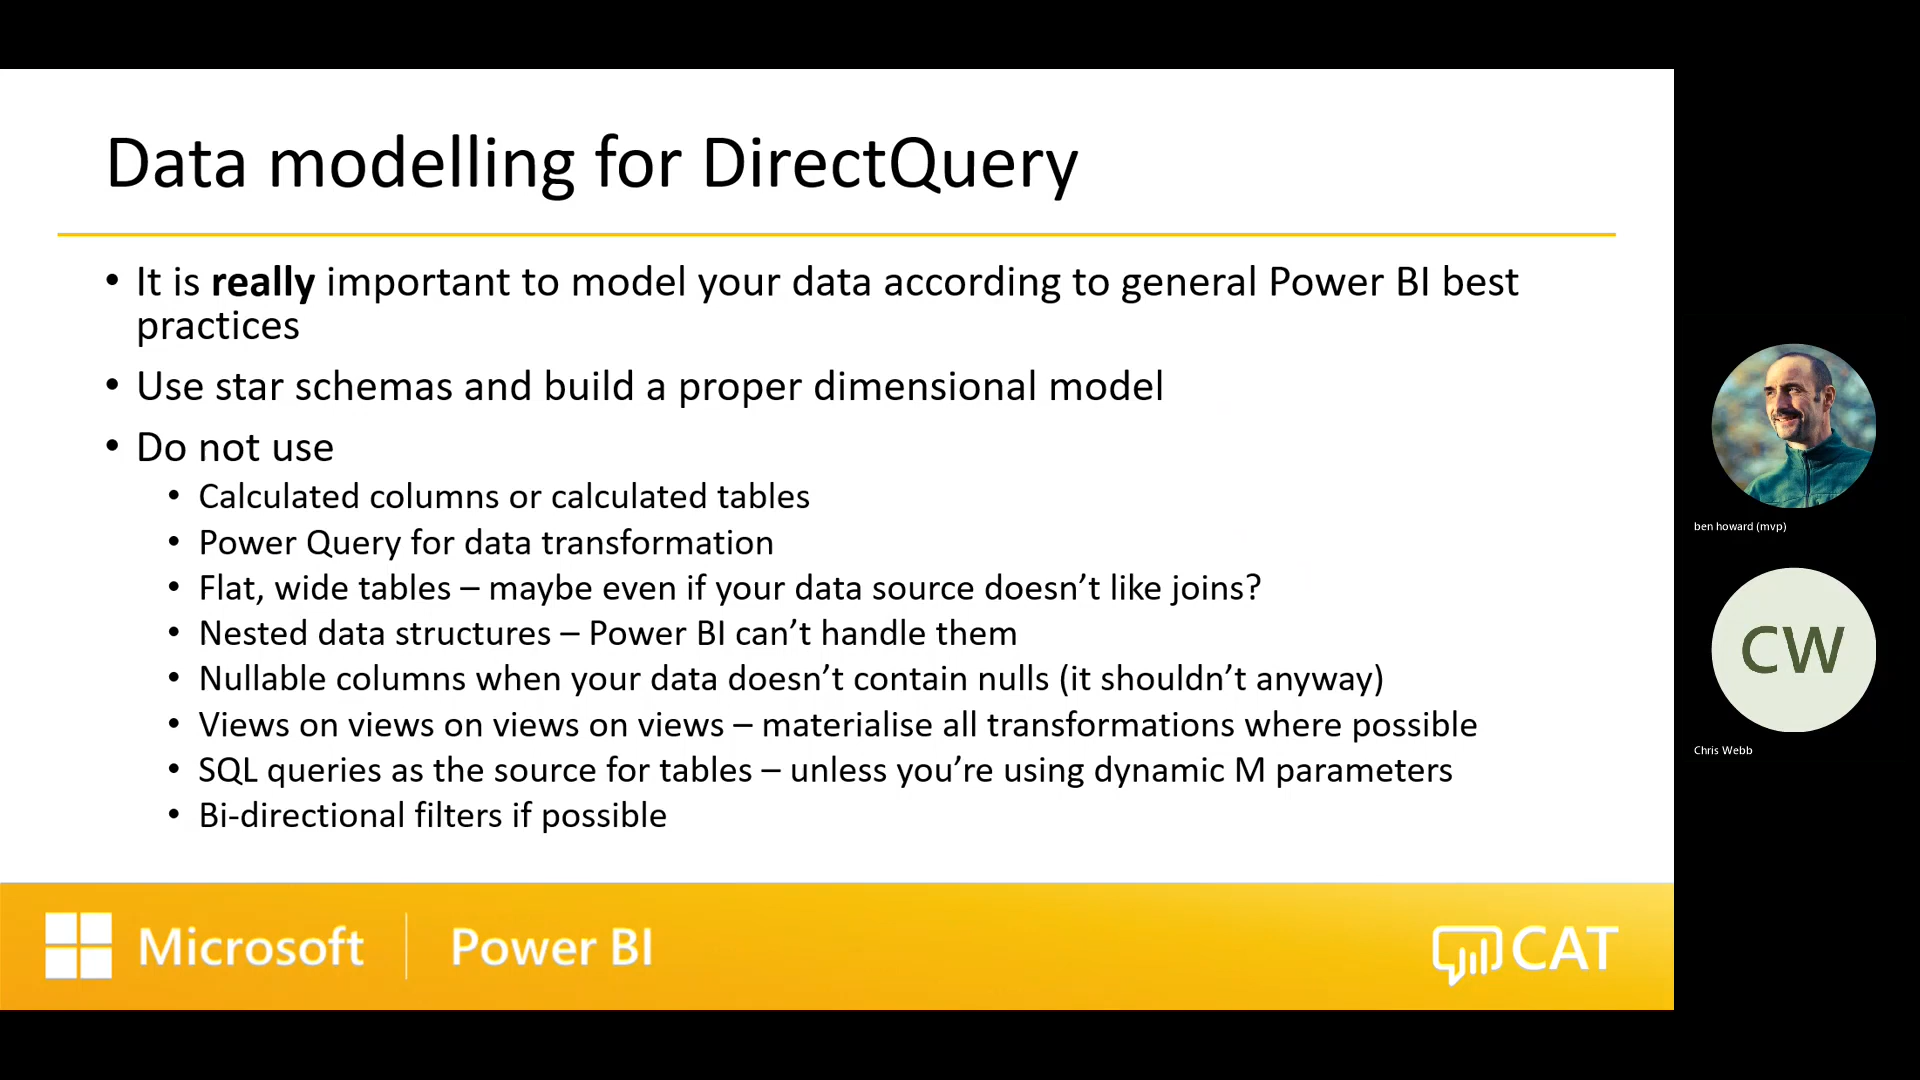 Data modelling for DirectQuery
• It is really important to model your data according to general Power BI best
practices
• Use star schemas and build a proper dimensional model
• Do not use
• Calculated columns or calculated tables
• Power Query for data transformation
• Flat, wide tables – maybe even if your data source doesn’t like joins?
• Nested data structures – Power BI can’t handle them
• Nullable columns when your data doesn’t contain nulls (it shouldn’t anyway)
• Views on views on views on views – materialise all transformations where possible
• SQL queries as the source for tables – unless you’re using dynamic M parameters
• Bi-directional filters if possible
Microsoft | Power BI
CAT
ben howard (mvp)
CW
Chris Webb